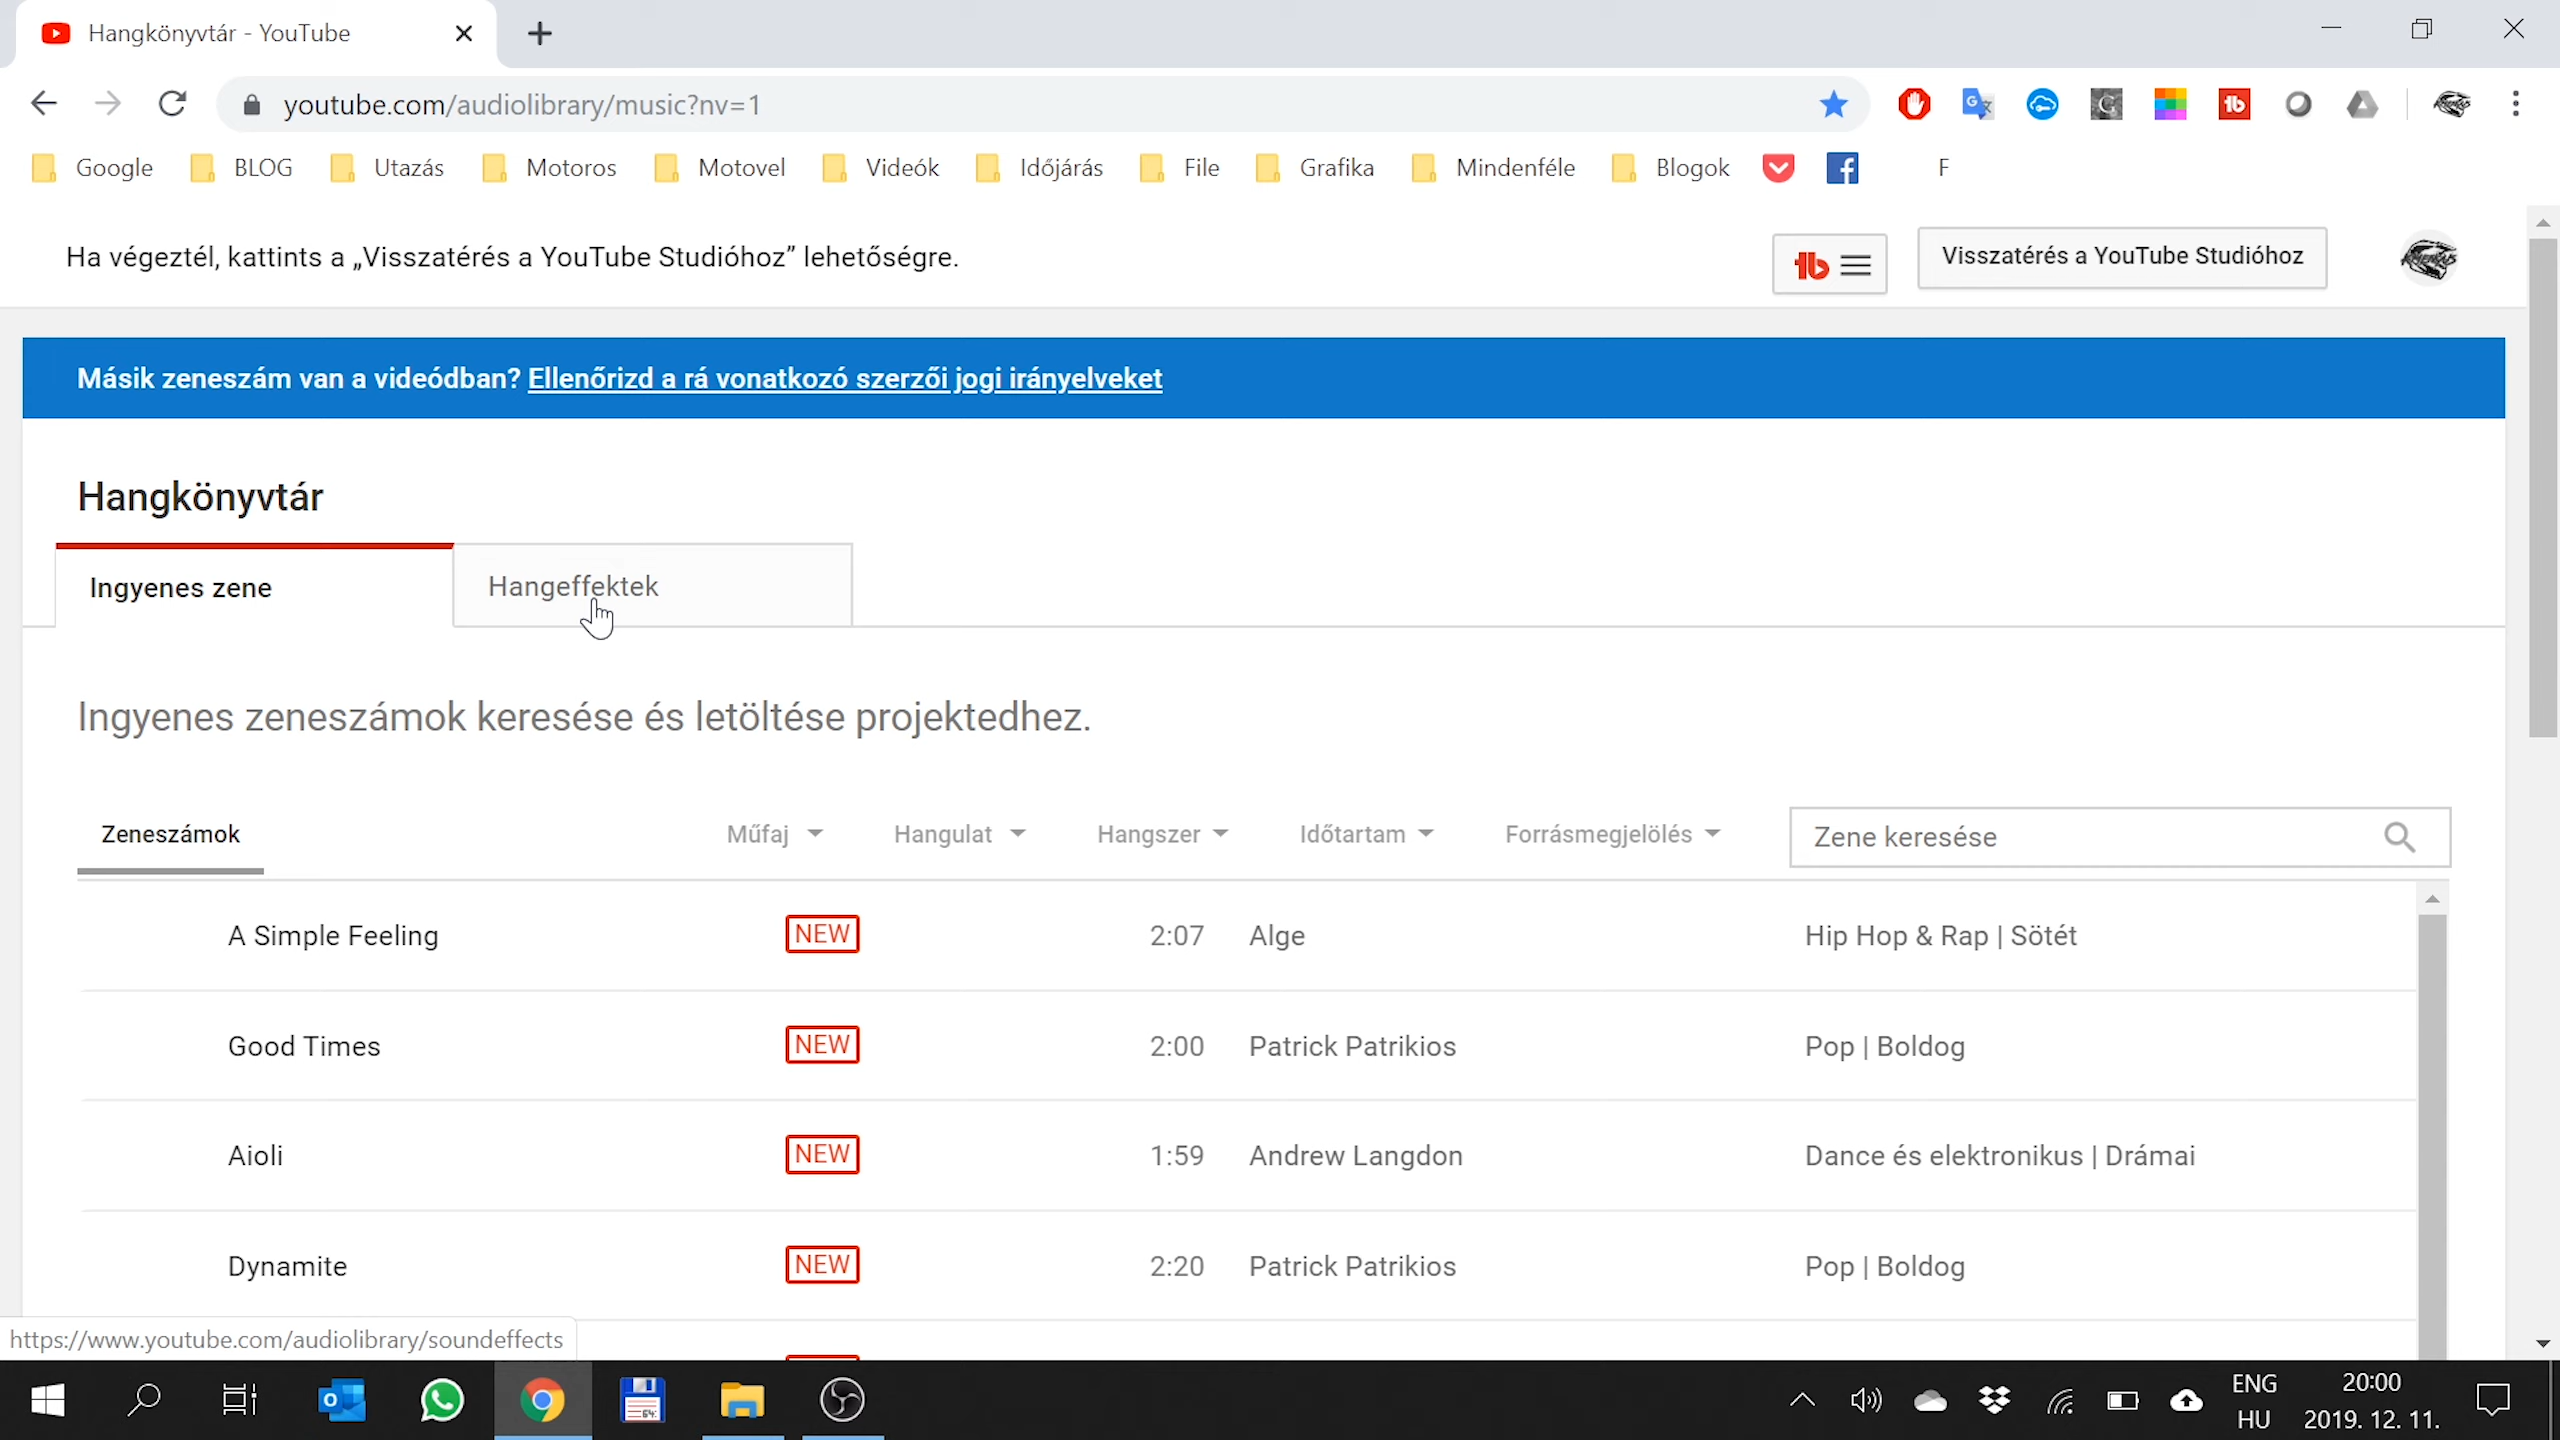 Hangkönyvtár - YouTube
youtube.com/audiolibrary/music?nv=1
Google BLOG Utazás Motoros Motovel Videók Időjárás File Grafika Mindenféle Blogok F
Ha végeztél, kattints a „Visszatérés a YouTube Studióhoz” lehetőségre.
Visszatérés a YouTube Studióhoz
Másik zeneszám van a videódban? Ellenőrizd a rá vonatkozó szerzői jogi irányelveket
Hangkönyvtár
Ingyenes zene
Hangeffektek
Ingyenes zeneszámok keresése és letöltése projektedhez.
Zeneszámok Műfaj Hangulat Hangszer Időtartam Forrásmegjelölés Zene keresése
A Simple Feeling NEW 2:07 Alge Hip Hop & Rap | Sötét
Good Times NEW 2:00 Patrick Patrikios Pop | Boldog
Aioli NEW 1:59 Andrew Langdon Dance és elektronikus | Drámai
Dynamite NEW 2:20 Patrick Patrikios Pop | Boldog
https://www.youtube.com/audiolibrary/soundeffects
ENG 20:00
HU 2019. 12. 11.